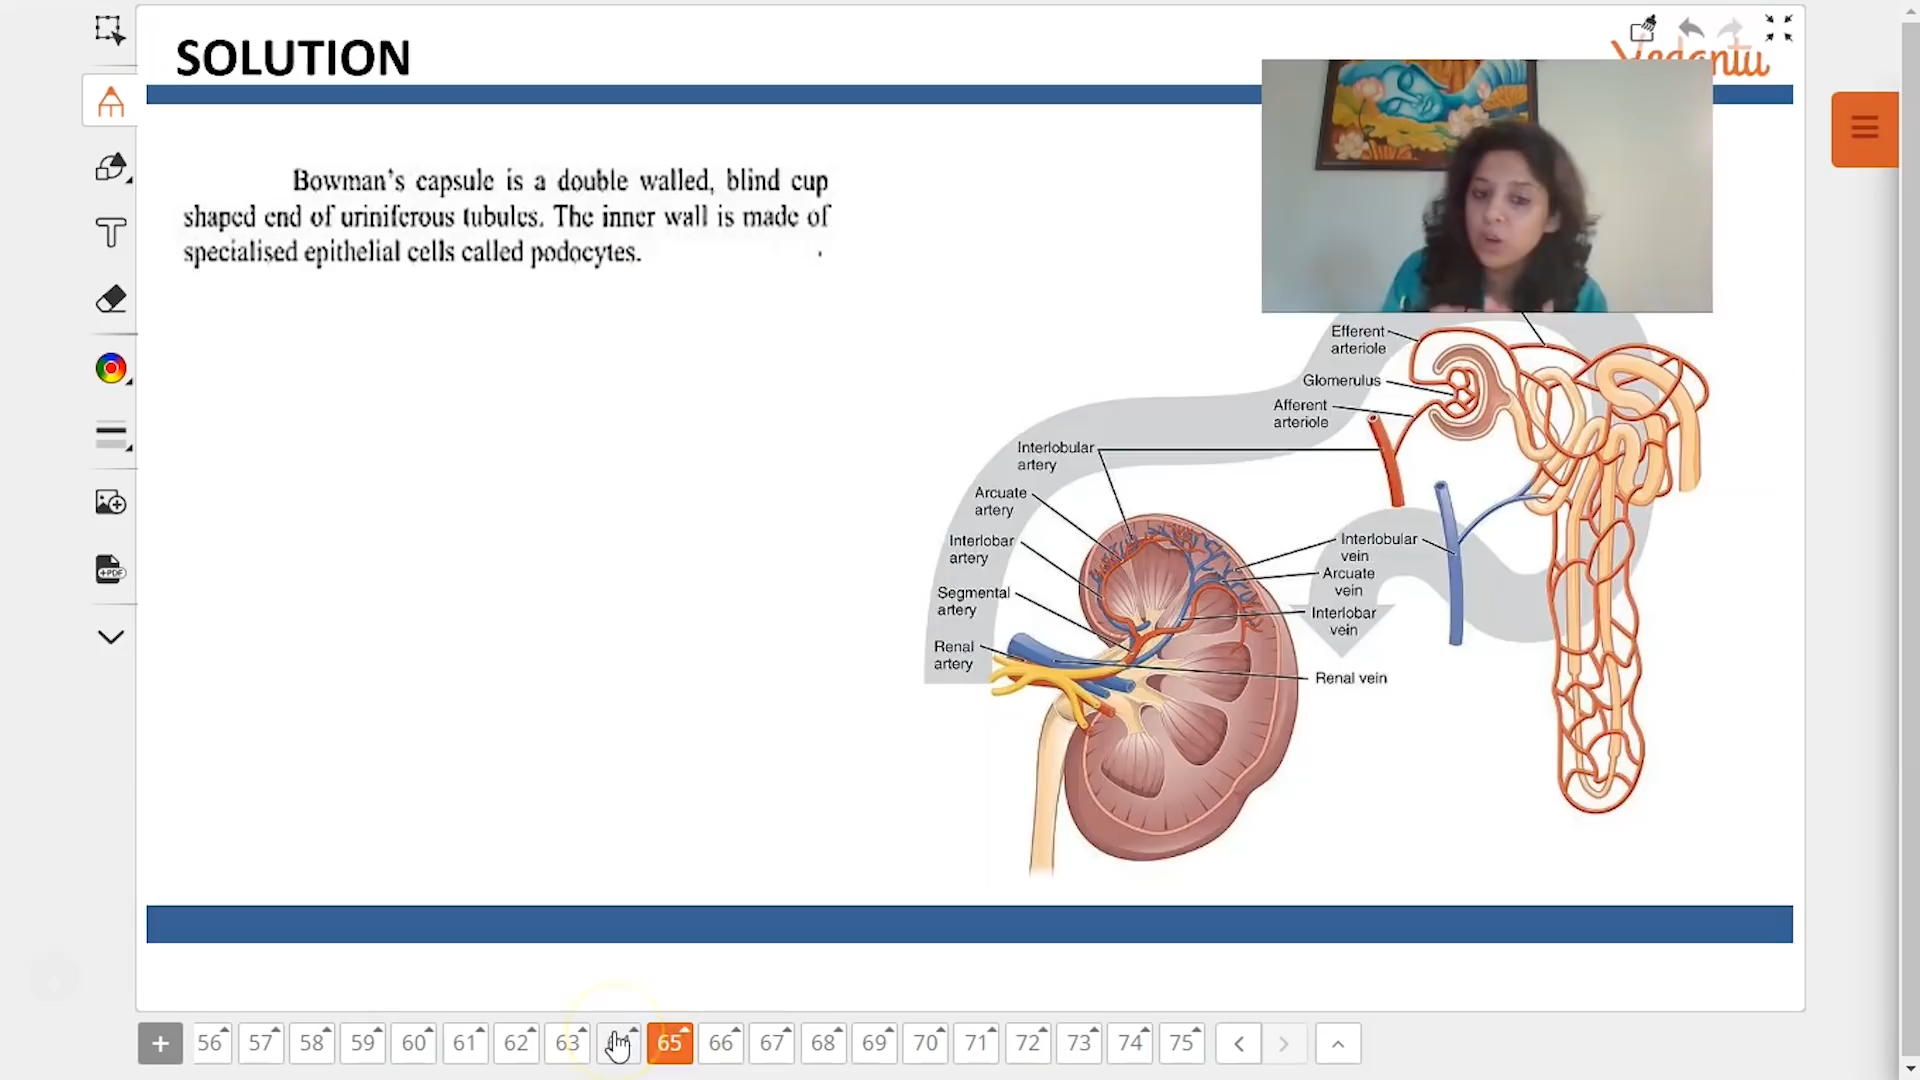 SOLUTION
Vedantu
Bowman's capsule is a double walled, blind cup
shaped end of uriniferous tubules. The inner wall is made of
specialised epithelial cells called podocytes.
Efferent
arteriole
Glomerulus
Afferent
arteriole
Interlobular
artery
Arcuate
artery
Interlobar
artery
Segmental
artery
Renal
artery
Interlobular
vein
Arcuate
vein
Interlobar
vein
Renal vein
T
+PDF
+ 56 57 58 59 60 61 62 63 65 66 67 68 69 70 71 72 73 74 75